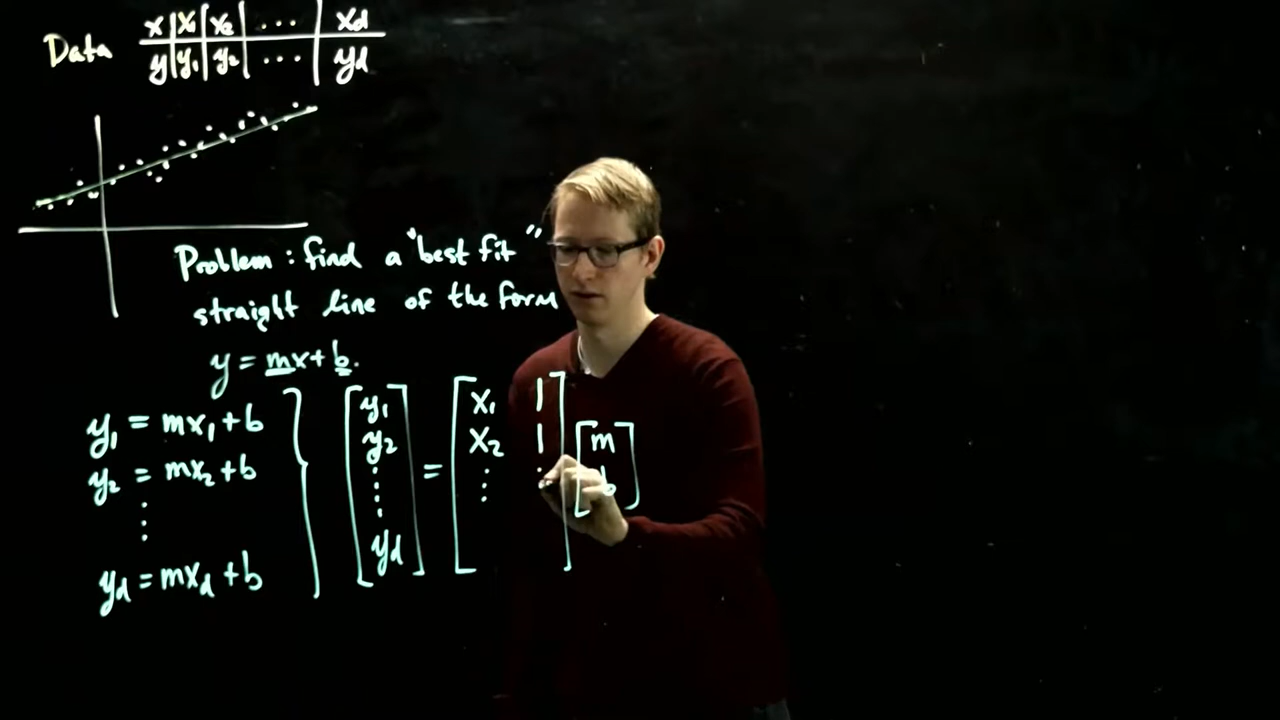 Data x | x₁ | x₂ | ... | xd
y | y₁ | y₂ | ... | yd
Problem: find a "best fit"
straight line of the form
y = mx + b.
y₁ = mx₁ + b } [ y₁ ] = [ x₁ 1 ] [ m ]
y₂ = mx₂ + b [ y₂ ] [ x₂ 1 ] [ b ]
⋮ ⋮ ⋮ ⋮
yd = mxd + b [ yd ]